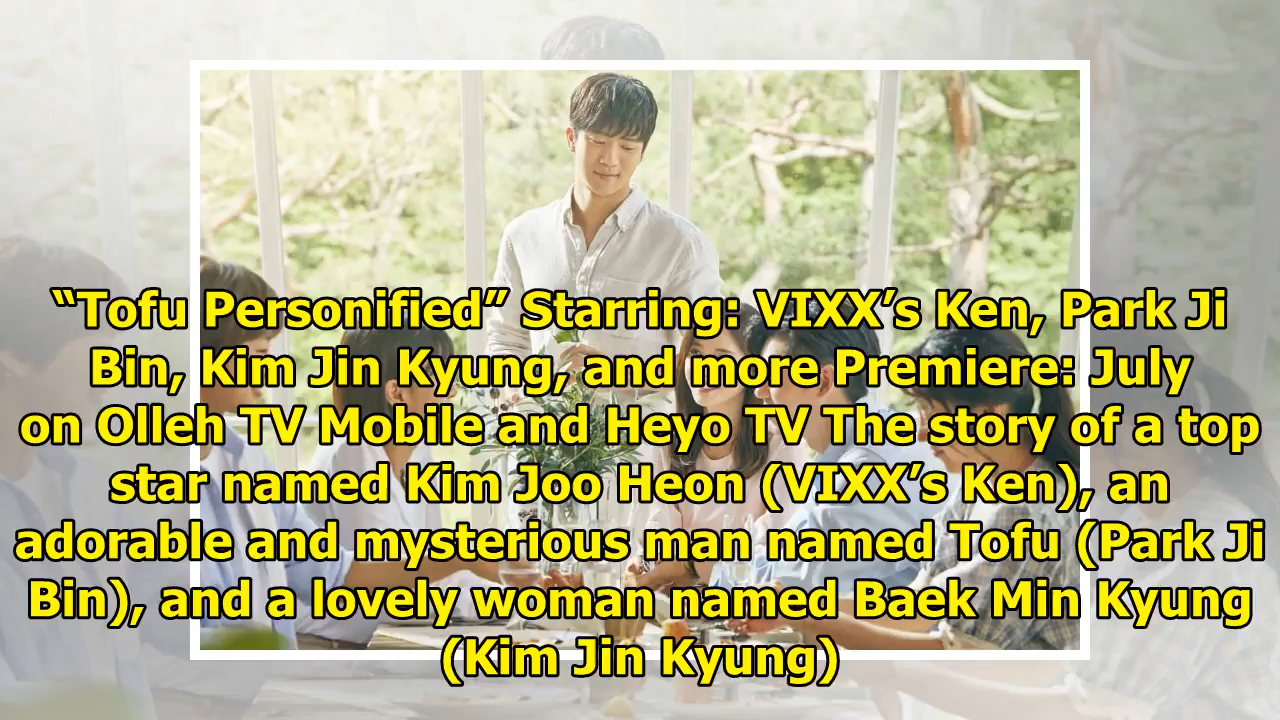 “Tofu Personified” Starring: VIXX’s Ken, Park Ji
Bin, Kim Jin Kyung, and more Premiere: July
on Olleh TV Mobile and Heyo TV The story of a top
star named Kim Joo Heon (VIXX’s Ken), an
adorable and mysterious man named Tofu (Park Ji
Bin), and a lovely woman named Baek Min Kyung
(Kim Jin Kyung)